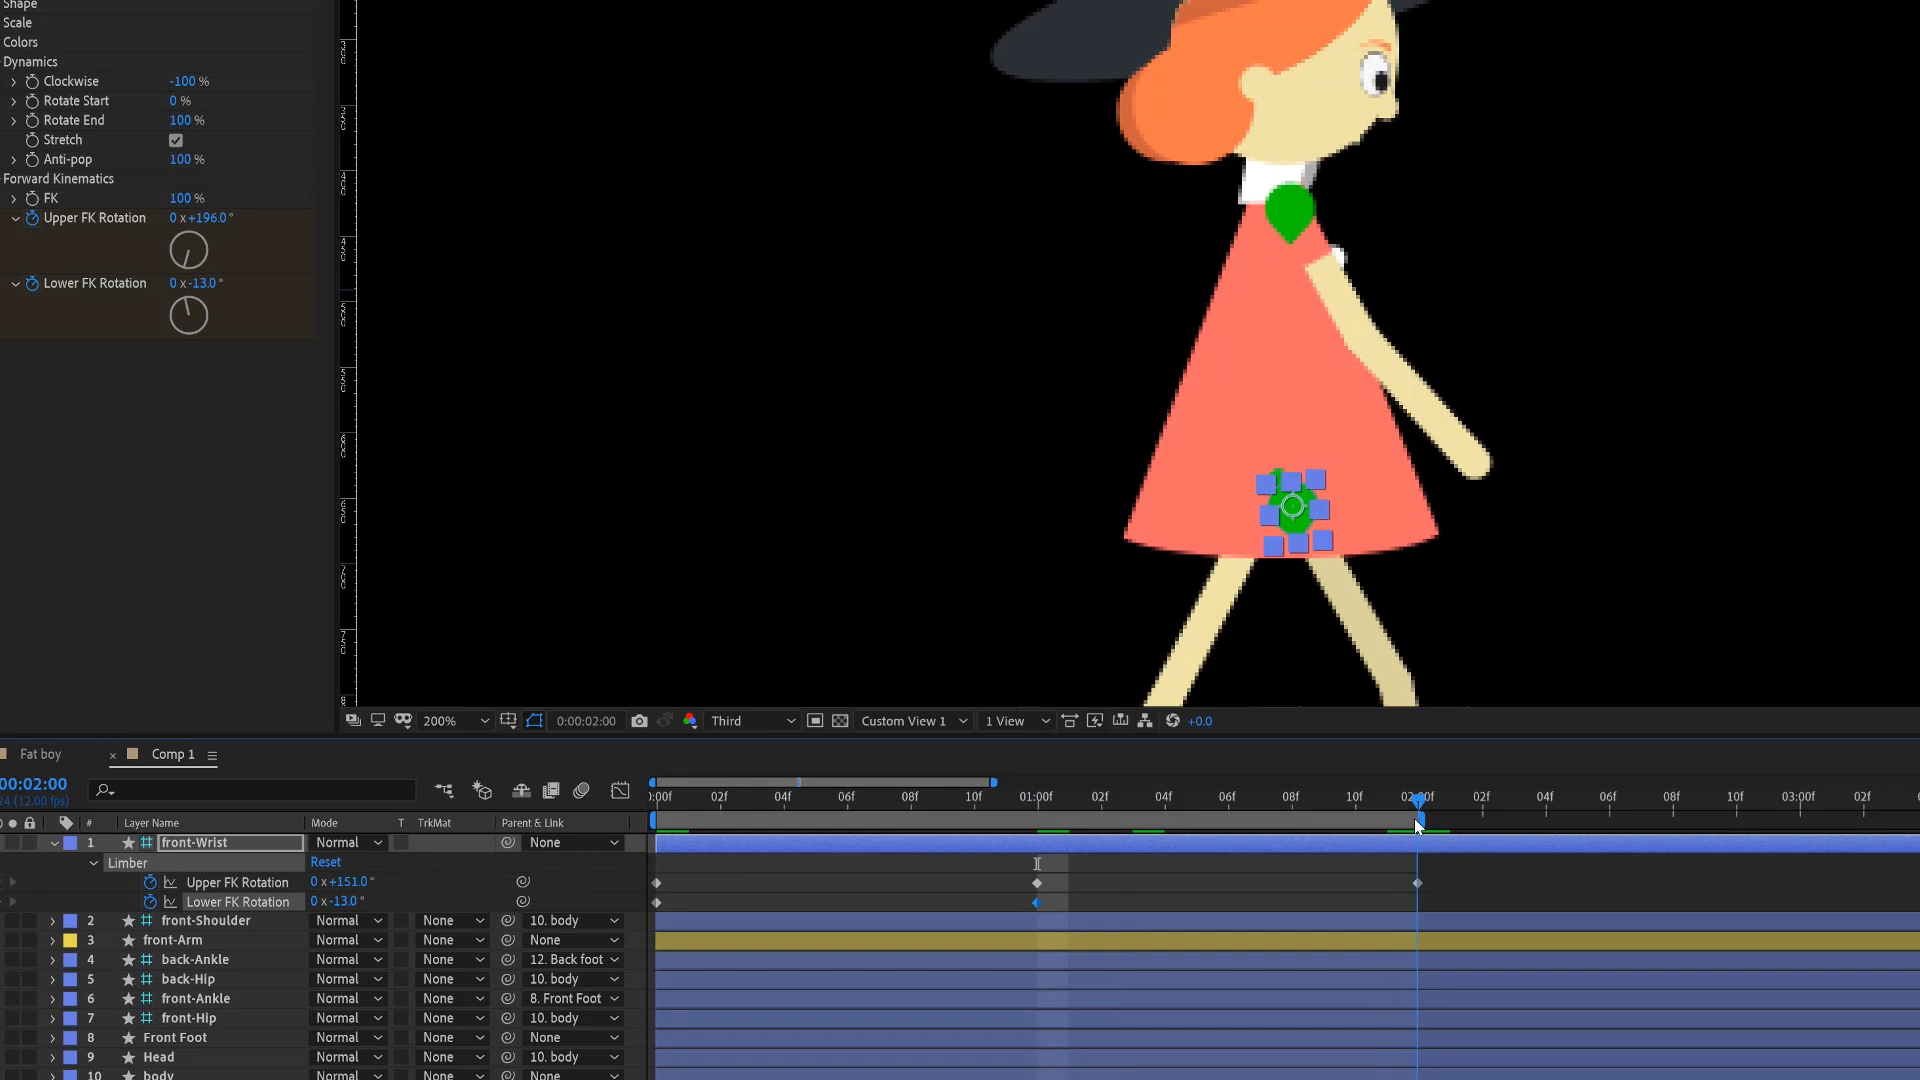 Shape
Scale
Colors
Dynamics
Clockwise -100 %
Rotate Start 0 %
Rotate End 100 %
Stretch
Anti-pop 100 %
Forward Kinematics
FK 100 %
Upper FK Rotation 0 x+196.0 °
Lower FK Rotation 0 x-13.0 °
200% 0:00:02:00 Third Custom View 1 1 View +0.0
Fat boy × Comp 1
00:02:00
24 (12.00 fps)
0:00f 02f 04f 06f 08f 10f 01:00f 02f 04f 06f 08f 10f 02:00f 02f 04f 06f 08f 10f 03:00f 02f
# Layer Name Mode T TrkMat Parent & Link
1 front-Wrist Normal None
Limber Reset
Upper FK Rotation 0 x+151.0 °
Lower FK Rotation 0 x-13.0 °
2 front-Shoulder Normal None 10. body
3 front-Arm Normal None None
4 back-Ankle Normal None 12. Back foot
5 back-Hip Normal None 10. body
6 front-Ankle Normal None 8. Front Foot
7 front-Hip Normal None 10. body
8 Front Foot Normal None None
9 Head Normal None 10. body
10 body Normal None None